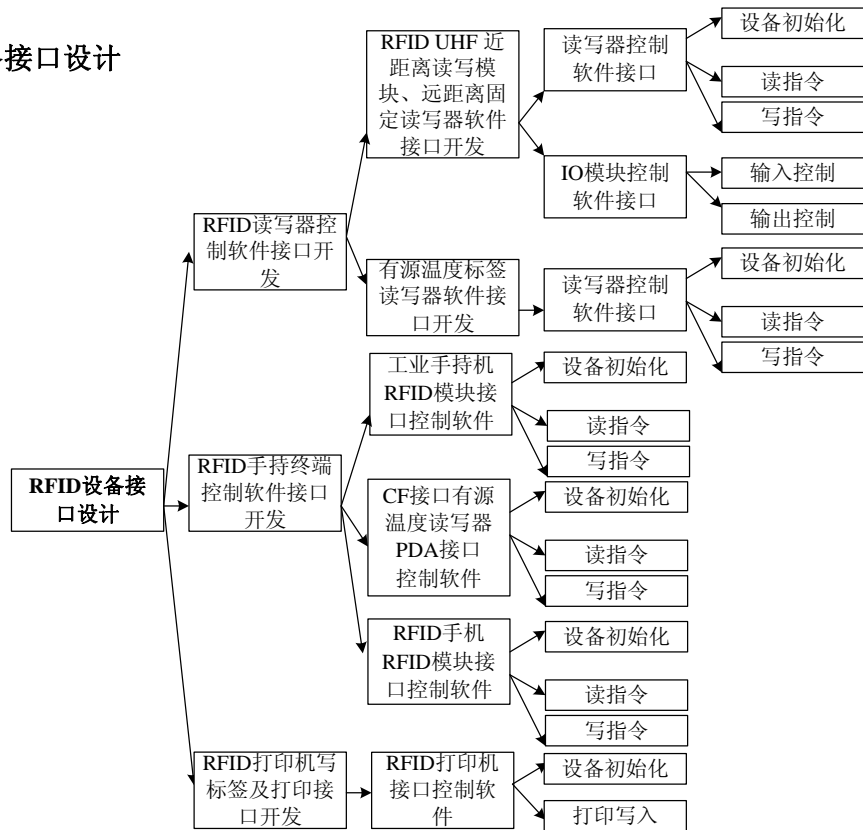 接口设计
RFID设备接
口设计
RFID读写器控
制软件接口开
发
RFID UHF 近
距离读写模
块、远距离固
定读写器软件
接口开发
读写器控制
软件接口
设备初始化
读指令
写指令
IO模块控制
软件接口
输入控制
输出控制
有源温度标签
读写器软件接
口开发
读写器控制
软件接口
设备初始化
读指令
写指令
RFID手持终端
控制软件接口
开发
工业手持机
RFID模块接
口控制软件
设备初始化
读指令
写指令
CF接口有源
温度读写器
PDA接口
控制软件
设备初始化
读指令
写指令
RFID手机
RFID模块接
口控制软件
设备初始化
读指令
写指令
RFID打印机写
标签及打印接
口开发
RFID打印机
接口控制软
件
设备初始化
打印写入